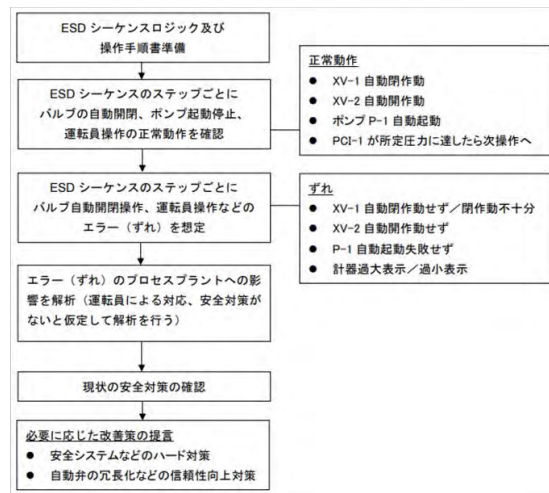 ESD シーケンスロジック及び
操作手順書準備
ESD シーケンスのステップごとに
バルブの自動開閉、ポンプ起動停止、
運転員操作の正常動作を確認
正常動作
● XV-1 自動閉作動
● XV-2 自動開作動
● ポンプ P-1 自動起動
● PCI-1 が所定圧力に達したら次操作へ
ESD シーケンスのステップごとに
バルブ自動開閉操作、運転員操作などの
エラー（ずれ）を想定
ずれ
● XV-1 自動閉作動せず／閉作動不十分
● XV-2 自動開作動せず
● P-1 自動起動失敗せず
● 計器過大表示／過小表示
エラー（ずれ）のプロセスプラントへの影
響を解析（運転員による対応、安全対策が
ないと仮定して解析を行う）
現状の安全対策の確認
必要に応じた改善策の提言
● 安全システムなどのハード対策
● 自動弁の冗長化などの信頼性向上対策